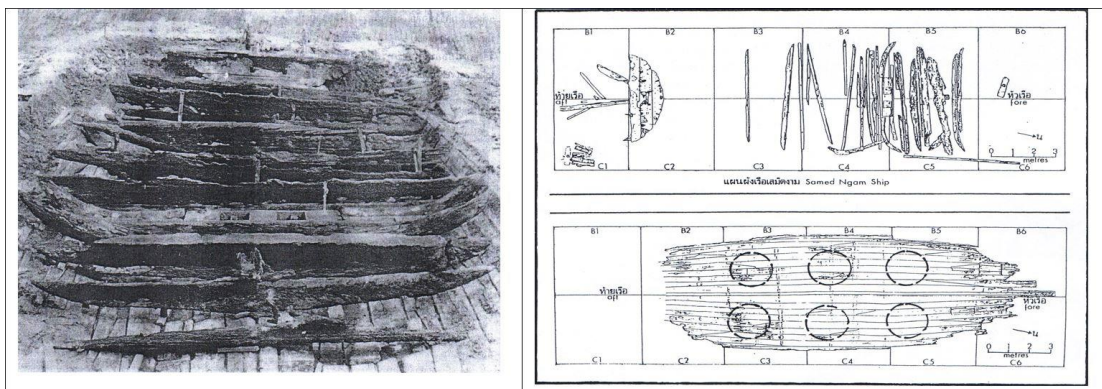 B1 B2 B3 B4 B5 B6
ท้ายเรือ
aft
หัวเรือ
fore
น
0 1 2 3
metres
C1 C2 C3 C4 C5 C6
แผนผังเรือเสม็ดงาม Samed Ngam Ship
B1 B2 B3 B4 B5 B6
ท้ายเรือ
aft
หัวเรือ
fore
น
0 1 2 3
metres
C1 C2 C3 C4 C5 C6